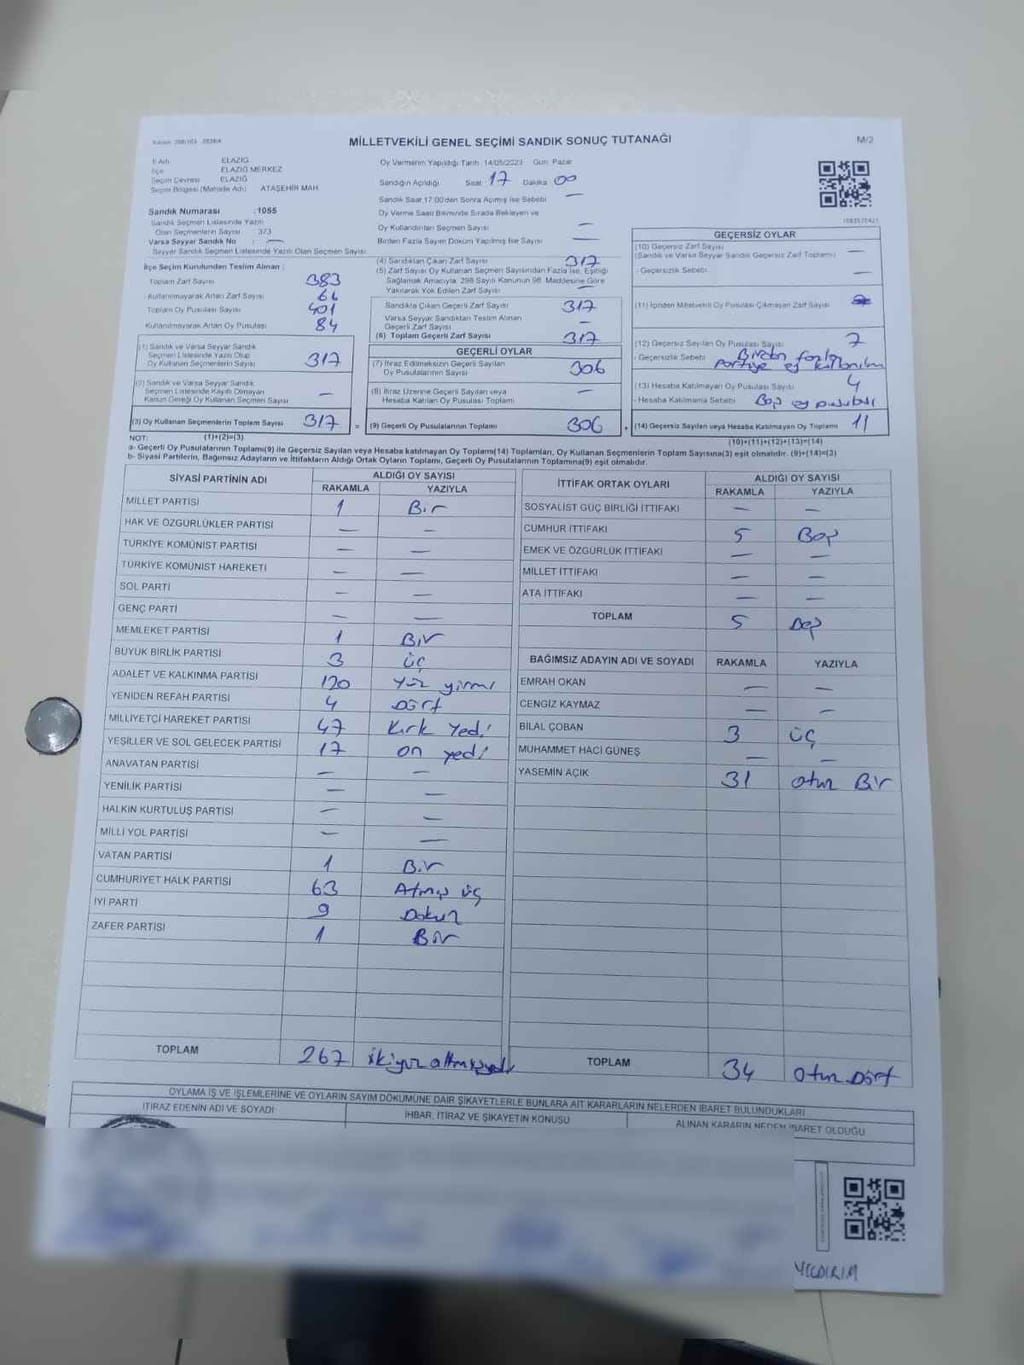 MİLLETVEKİLİ GENEL SEÇİMİ SANDIK SONUÇ TUTANAĞI
M/2
İl Adı ELAZIĞ
İlçe ELAZIĞ MERKEZ
Seçim Çevresi ELAZIĞ
Seçim Bölgesi (Mahalle Adı) ATAŞEHİR MAH.
Oy Vermenin Yapıldığı Tarih :14/05/2023 Gün: Pazar
Sandığın Açıldığı Saat 17 Dakika 00
Sandık Saat 17:00'den Sonra Açılmış İse Sebebi —
Oy Verme Saati Bitiminde Sırada Bekleyen ve
Oy Kullandırılan Seçmen Sayısı —
Birden Fazla Sayım Döküm Yapılmış İse Sayısı —
Sandık Numarası :1055
Sandık Seçmen Listesinde Yazılı
Olan Seçmenlerin Sayısı : 373
Varsa Seyyar Sandık No : —
Seyyar Sandık Seçmen Listesinde Yazılı Olan Seçmen Sayısı:
İlçe Seçim Kurulundan Teslim Alınan :
Toplam Zarf Sayısı 383
Kullanılmayarak Artan Zarf Sayısı 66
Toplam Oy Pusulası Sayısı 401
Kullanılmayarak Artan Oy Pusulası 84
(1) Sandık ve Varsa Seyyar Sandık
Seçmen Listesinde Yazılı Olup
Oy Kullanan Seçmenlerin Sayısı 317
(2) Sandık ve Varsa Seyyar Sandık
Seçmen Listesinde Kayıtlı Olmayan
Kanun Gereği Oy Kullanan Seçmen Sayısı —
(3) Oy Kullanan Seçmenlerin Toplam Sayısı 317
(4) Sandıktan Çıkan Zarf Sayısı 317
(5) Zarf Sayısı Oy Kullanan Seçmen Sayısından Fazla İse, Eşitliği
Sağlamak Amacıyla, 298 Sayılı Kanunun 98. Maddesine Göre
Yakılarak Yok Edilen Zarf Sayısı —
Sandıkta Çıkan Geçerli Zarf Sayısı 317
Varsa Seyyar Sandıktan Teslim Alınan
Geçerli Zarf Sayısı —
(6) Toplam Geçerli Zarf Sayısı 317
GEÇERLİ OYLAR
(7) İtiraz Edilmeksizin Geçerli Sayılan
Oy Pusulalarının Sayısı 306
(8) İtiraz Üzerine Geçerli Sayılan veya
Hesaba Katılan Oy Pusulası Toplamı —
= (9) Geçerli Oy Pusulalarının Toplamı 306
GEÇERSİZ OYLAR
(10) Geçersiz Zarf Sayısı
(Sandık ve Varsa Seyyar Sandık Geçersiz Zarf Toplamı) —
- Geçersizlik Sebebi —
(11) İçinden Milletvekili Oy Pusulası Çıkmayan Zarf Sayısı
(12) Geçersiz Sayılan Oy Pusulası Sayısı 7
- Geçersizlik Sebebi Birden fazla
partiye oy kullanım
(13) Hesaba Katılmayan Oy Pusulası Sayısı 4
- Hesaba Katılmama Sebebi Boş oy pusulası
+ (14) Geçersiz Sayılan veya Hesaba Katılmayan Oy Toplamı 11
NOT: (1)+(2)=(3)
(10)+(11)+(12)+(13)=(14)
a- Geçerli Oy Pusulalarının Toplamı(9) ile Geçersiz Sayılan veya Hesaba katılmayan Oy Toplamı(14) Toplamları, Oy Kullanan Seçmenlerin Toplam Sayısına(3) eşit olmalıdır. (9)+(14)=(3)
b- Siyasi Partilerin, Bağımsız Adayların ve İttifakların Aldığı Ortak Oyların Toplamı, Geçerli Oy Pusulalarının Toplamına(9) eşit olmalıdır.
SİYASİ PARTİNİN ADI ALDIĞI OY SAYISI
RAKAMLA YAZIYLA
MİLLET PARTİSİ 1 Bir
HAK VE ÖZGÜRLÜKLER PARTİSİ — —
TÜRKİYE KOMÜNİST PARTİSİ — —
TÜRKİYE KOMÜNİST HAREKETİ — —
SOL PARTİ — —
GENÇ PARTİ — —
MEMLEKET PARTİSİ 1 Bir
BÜYÜK BİRLİK PARTİSİ 3 üç
ADALET VE KALKINMA PARTİSİ 120 Yüz yirmi
YENİDEN REFAH PARTİSİ 4 Dört
MİLLİYETÇİ HAREKET PARTİSİ 47 Kırk Yedi
YEŞİLLER VE SOL GELECEK PARTİSİ 17 on yedi
ANAVATAN PARTİSİ — —
YENİLİK PARTİSİ — —
HALKIN KURTULUŞ PARTİSİ — —
MİLLİ YOL PARTİSİ — —
VATAN PARTİSİ 1 Bir
CUMHURİYET HALK PARTİSİ 63 Atmış üç
İYİ PARTİ 9 Dokuz
ZAFER PARTİSİ 1 Bir
TOPLAM 267 ikiyüz altmışyedi
İTTİFAK ORTAK OYLARI ALDIĞI OY SAYISI
RAKAMLA YAZIYLA
SOSYALİST GÜÇ BİRLİĞİ İTTİFAKI — —
CUMHUR İTTİFAKI 5 Beş
EMEK VE ÖZGÜRLÜK İTTİFAKI — —
MİLLET İTTİFAKI — —
ATA İTTİFAKI — —
TOPLAM 5 Beş
BAĞIMSIZ ADAYIN ADI VE SOYADI RAKAMLA YAZIYLA
EMRAH OKAN — —
CENGİZ KAYMAZ — —
BİLAL ÇOBAN 3 üç
MUHAMMET HACI GÜNEŞ — —
YASEMİN AÇIK 31 otuz Bir
TOPLAM 34 otuz Dört
OYLAMA İŞ VE İŞLEMLERİNE VE OYLARIN SAYIM DÖKÜMÜNE DAİR ŞİKAYETLERLE BUNLARA AİT KARARLARIN NELERDEN İBARET BULUNDUKLARI
İTİRAZ EDENİN ADI VE SOYADI İHBAR, İTİRAZ VE ŞİKAYETİN KONUSU ALINAN KARARIN NEDEN İBARET OLDUĞU
YILDIRIM